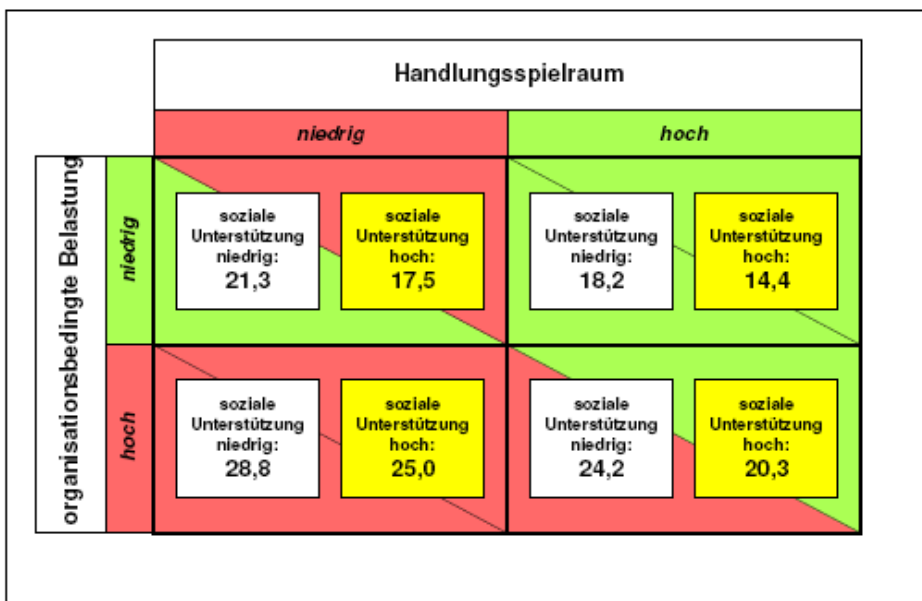 Handlungsspielraum
niedrig
hoch
organisationsbedingte Belastung
niedrig
soziale
Unterstützung
niedrig:
21,3
soziale
Unterstützung
hoch:
17,5
soziale
Unterstützung
niedrig:
18,2
soziale
Unterstützung
hoch:
14,4
hoch
soziale
Unterstützung
niedrig:
28,8
soziale
Unterstützung
hoch:
25,0
soziale
Unterstützung
niedrig:
24,2
soziale
Unterstützung
hoch:
20,3